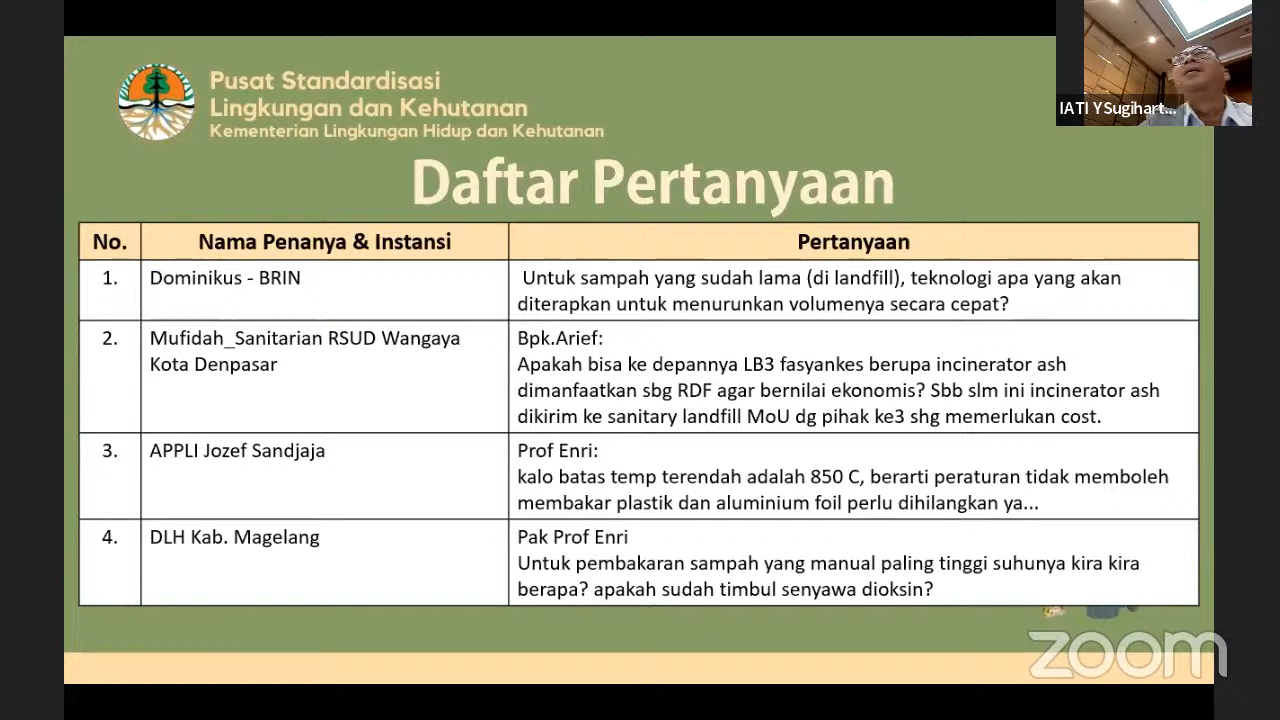 Pusat Standardisasi
Lingkungan dan Kehutanan
Kementerian Lingkungan Hidup dan Kehutanan
IATI YSugihart...
Daftar Pertanyaan
No. Nama Penanya & Instansi Pertanyaan
1. Dominikus - BRIN Untuk sampah yang sudah lama (di landfill), teknologi apa yang akan
diterapkan untuk menurunkan volumenya secara cepat?
2. Mufidah_Sanitarian RSUD Wangaya
Kota Denpasar
Bpk.Arief:
Apakah bisa ke depannya LB3 fasyankes berupa incinerator ash
dimanfaatkan sbg RDF agar bernilai ekonomis? Sbb slm ini incinerator ash
dikirim ke sanitary landfill MoU dg pihak ke3 shg memerlukan cost.
3. APPLI Jozef Sandjaja
Prof Enri:
kalo batas temp terendah adalah 850 C, berarti peraturan tidak memboleh
membakar plastik dan aluminium foil perlu dihilangkan ya...
4. DLH Kab. Magelang
Pak Prof Enri
Untuk pembakaran sampah yang manual paling tinggi suhunya kira kira
berapa? apakah sudah timbul senyawa dioksin?
zoom